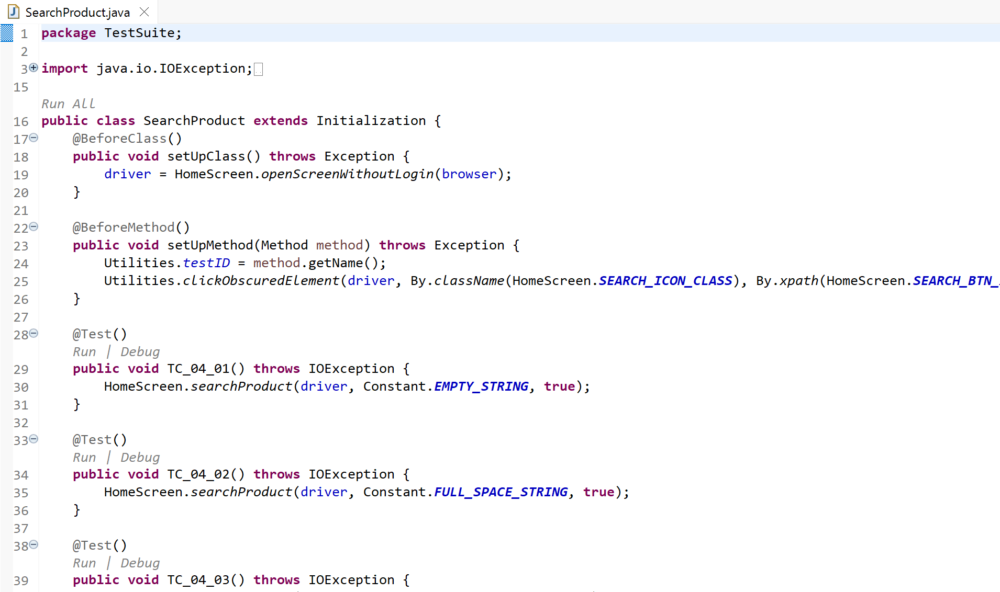 SearchProduct.java
1 package TestSuite;
2
3 import java.io.IOException;
15
Run All
16 public class SearchProduct extends Initialization {
17 @BeforeClass()
18 public void setUpClass() throws Exception {
19 driver = HomeScreen.openScreenWithoutLogin(browser);
20 }
21
22 @BeforeMethod()
23 public void setUpMethod(Method method) throws Exception {
24 Utilities.testID = method.getName();
25 Utilities.clickObscuredElement(driver, By.className(HomeScreen.SEARCH_ICON_CLASS), By.xpath(HomeScreen.SEARCH_BTN_
26 }
27
28 @Test()
Run | Debug
29 public void TC_04_01() throws IOException {
30 HomeScreen.searchProduct(driver, Constant.EMPTY_STRING, true);
31 }
32
33 @Test()
Run | Debug
34 public void TC_04_02() throws IOException {
35 HomeScreen.searchProduct(driver, Constant.FULL_SPACE_STRING, true);
36 }
37
38 @Test()
Run | Debug
39 public void TC_04_03() throws IOException {